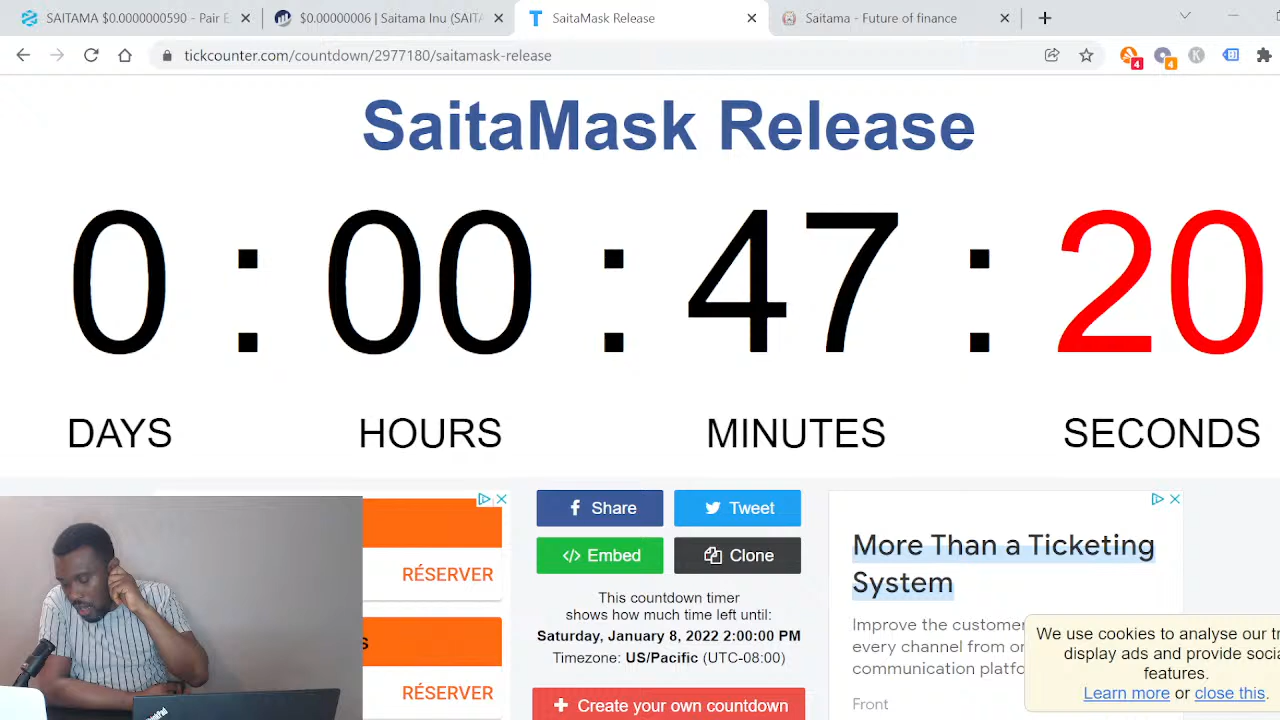 SAITAMA $0.0000000590 - Pair E
$0.00000006 | Saitama Inu (SAIT
SaitaMask Release
Saitama - Future of finance
tickcounter.com/countdown/2977180/saitamask-release
4
4
K
SaitaMask Release
0 : 00 : 47 : 20
DAYS HOURS MINUTES SECONDS
RÉSERVER
RÉSERVER
Share
Tweet
Embed
Clone
This countdown timer
shows how much time left until:
Saturday, January 8, 2022 2:00:00 PM
Timezone: US/Pacific (UTC-08:00)
Create your own countdown
More Than a Ticketing
System
Improve the custome
every channel from or
communication platfo
Front
We use cookies to analyse our t
display ads and provide socia
features.
Learn more or close this.